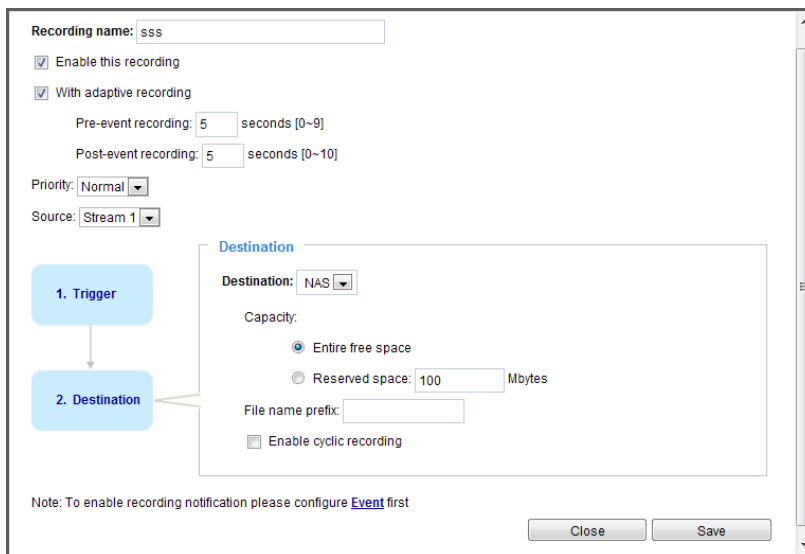 Recording name: sss
Enable this recording
With adaptive recording
Pre-event recording: 5 seconds [0~9]
Post-event recording: 5 seconds [0~10]
Priority: Normal
Source: Stream 1
Destination
1. Trigger
2. Destination
Destination: NAS
Capacity:
Entire free space
Reserved space: 100 Mbytes
File name prefix:
Enable cyclic recording
Note: To enable recording notification please configure Event first
Close Save